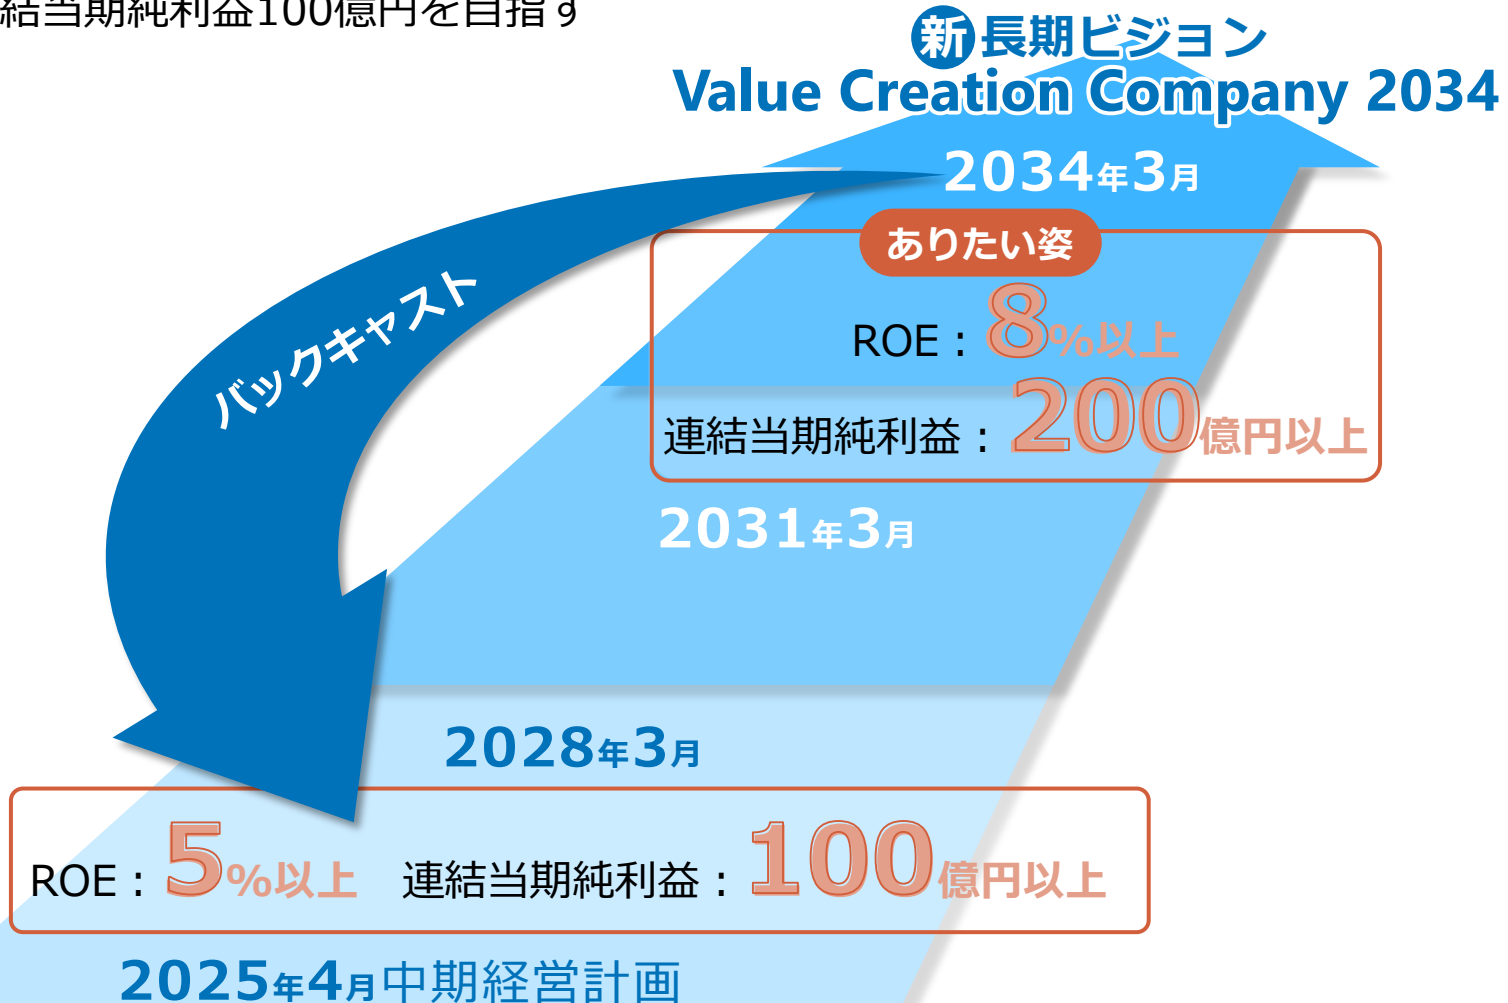 結当期純利益100億円を目指す
新長期ビジョン
Value Creation Company 2034
2034年3月
ありたい姿
ROE：8%以上
連結当期純利益：200億円以上
バックキャスト
2031年3月
2028年3月
ROE：5%以上 連結当期純利益：100億円以上
2025年4月中期経営計画